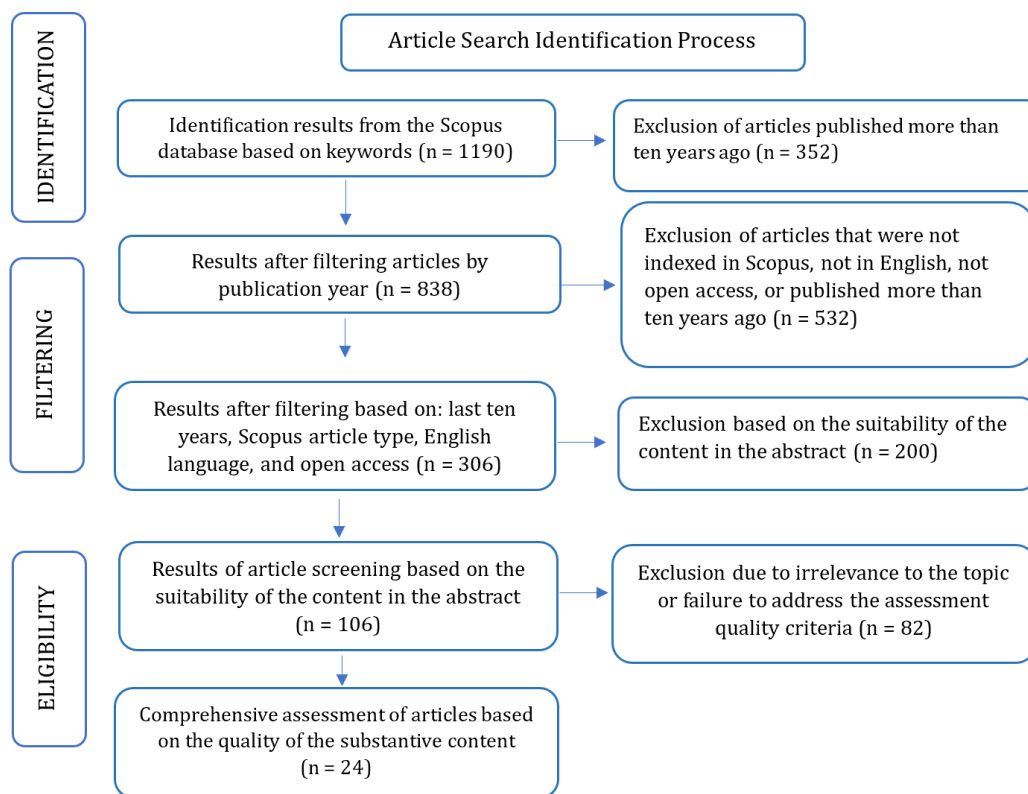 Article Search Identification Process
IDENTIFICATION
Identification results from the Scopus
database based on keywords (n = 1190)
Exclusion of articles published more than
ten years ago (n = 352)
FILTERING
Results after filtering articles by
publication year (n = 838)
Exclusion of articles that were not
indexed in Scopus, not in English, not
open access, or published more than
ten years ago (n = 532)
Results after filtering based on: last ten
years, Scopus article type, English
language, and open access (n = 306)
Exclusion based on the suitability of the
content in the abstract (n = 200)
ELIGIBILITY
Results of article screening based on the
suitability of the content in the abstract
(n = 106)
Exclusion due to irrelevance to the topic
or failure to address the assessment
quality criteria (n = 82)
Comprehensive assessment of articles based
on the quality of the substantive content
(n = 24)